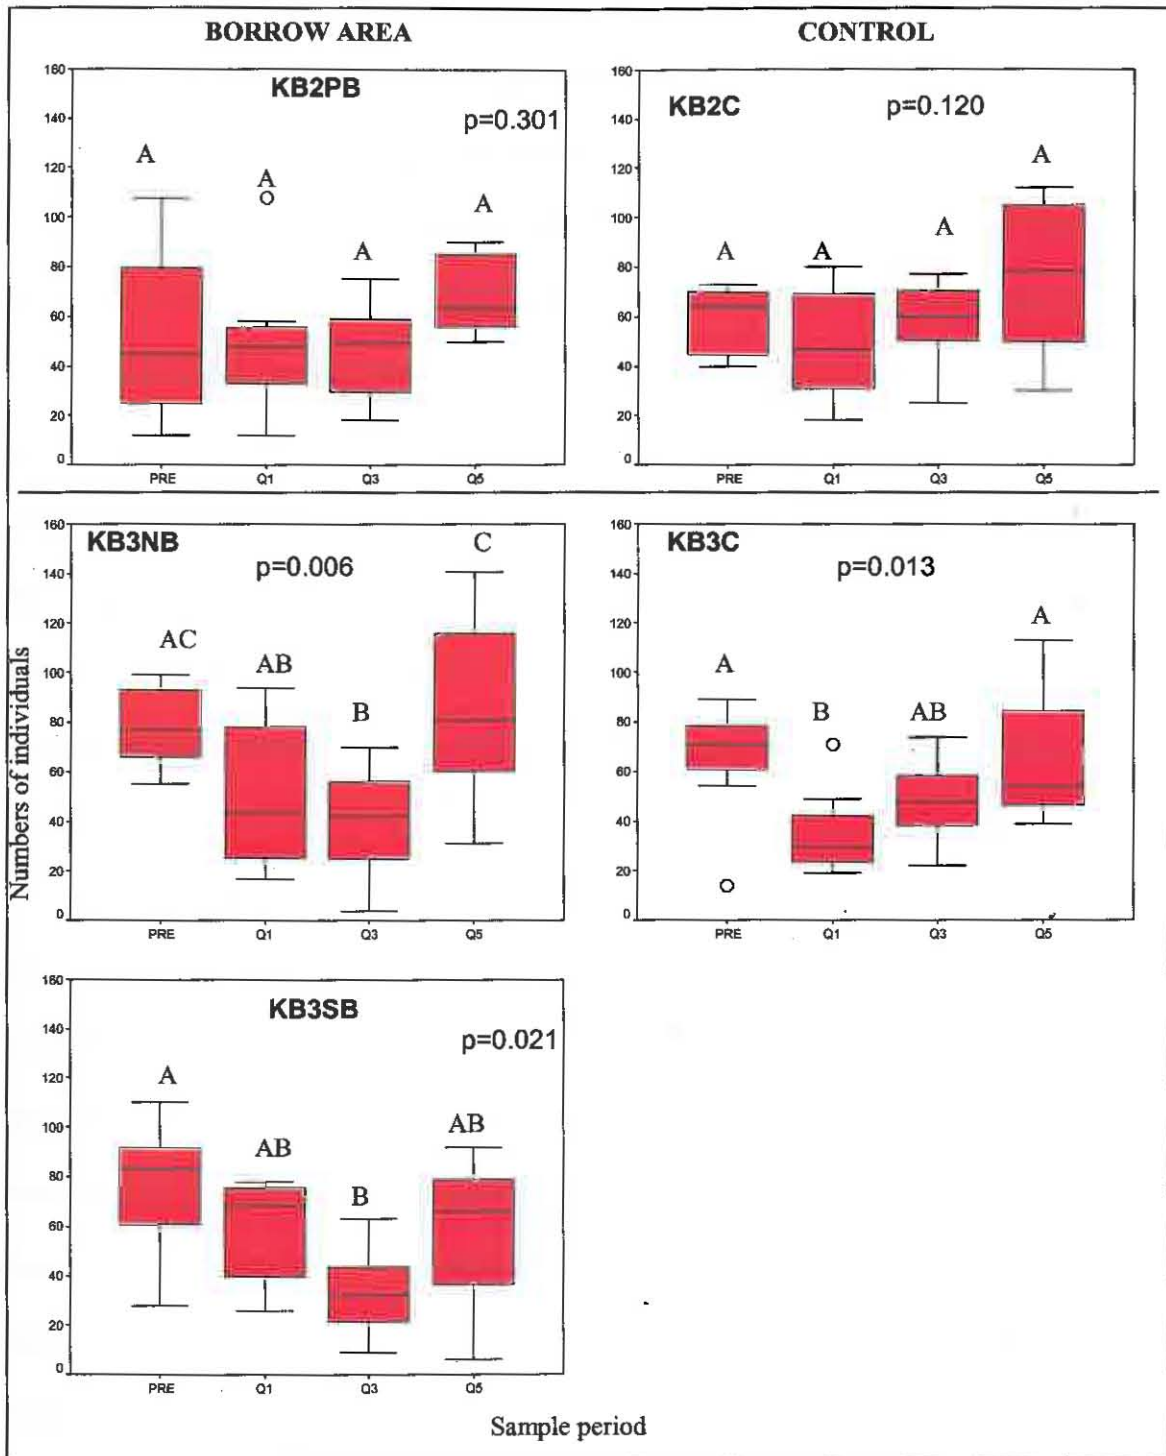 BORROW AREA
CONTROL
KB2PB
p=0.301
160
140
120
100
80
60
40
20
0
A
A
A
A
PRE
Q1
Q3
Q5
KB2C
p=0.120
160
140
120
100
80
60
40
20
0
A
A
A
A
PRE
Q1
Q3
Q5
Numbers of individuals
KB3NB
p=0.006
160
140
120
100
80
60
40
20
0
AC
AB
B
C
PRE
Q1
Q3
Q5
KB3C
p=0.013
160
140
120
100
80
60
40
20
0
A
B
AB
A
PRE
Q1
Q3
Q5
KB3SB
p=0.021
160
140
120
100
80
60
40
20
0
A
AB
B
AB
PRE
Q1
Q3
Q5
Sample period